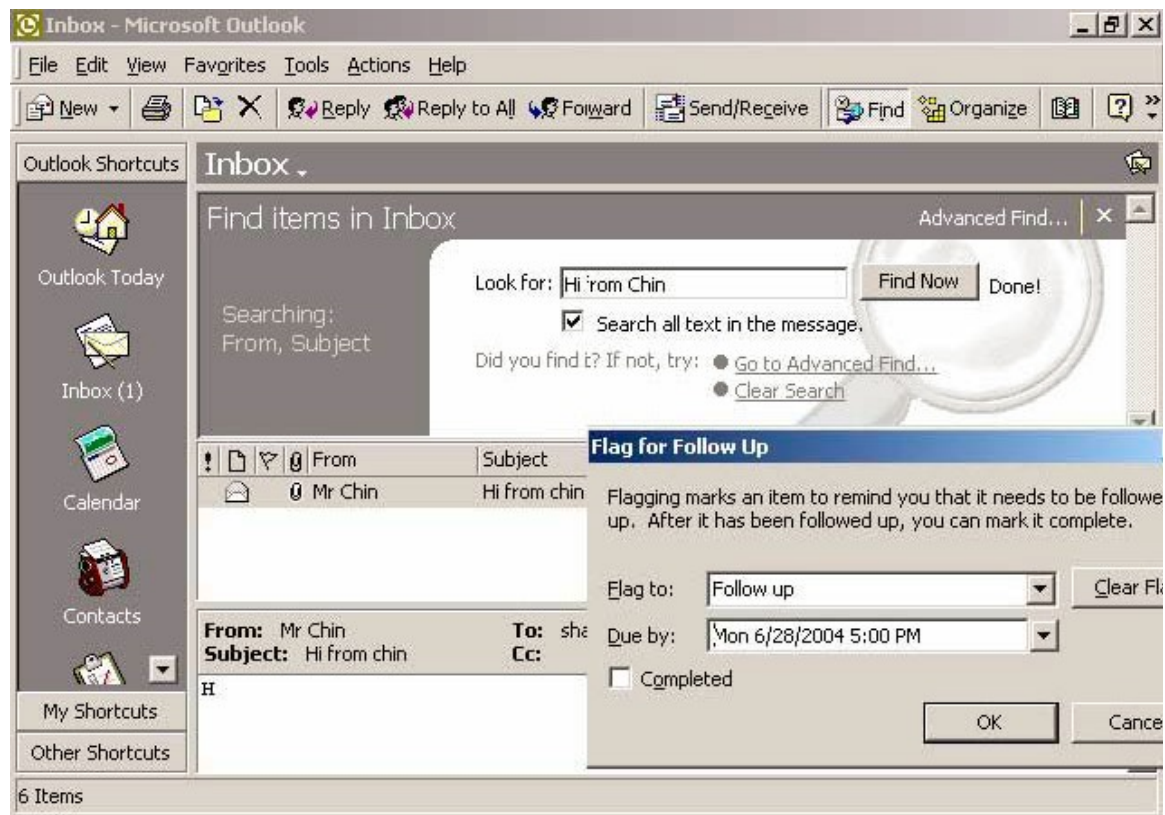 Inbox - Microsoft Outlook
File Edit View Favorites Tools Actions Help
New Reply Reply to All Forward Send/Receive Find Organize
Outlook Shortcuts
Inbox
Find items in Inbox
Advanced Find...
Outlook Today
Look for: Hi from Chin Find Now Done!
Searching:
From, Subject
Search all text in the message.
Did you find it? If not, try: Go to Advanced Find...
Clear Search
Inbox (1)
! From Subject
Mr Chin Hi from chin
Calendar
Contacts
From: Mr Chin To: sha
Subject: Hi from chin Cc:
H
My Shortcuts
Other Shortcuts
Flag for Follow Up
Flagging marks an item to remind you that it needs to be followe
up. After it has been followed up, you can mark it complete.
Flag to: Follow up Clear Fla
Due by: Mon 6/28/2004 5:00 PM
Completed
OK Cance
6 Items